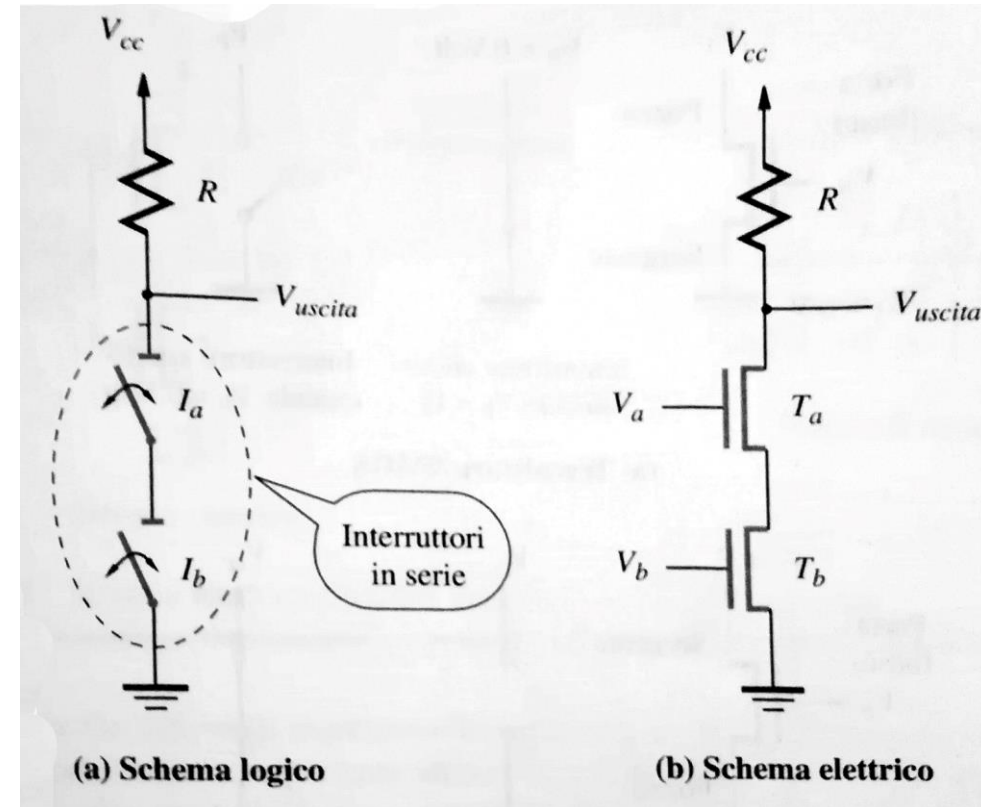 V_cc
R
V_uscita
I_a
I_b
Interruttori
in serie
(a) Schema logico
V_cc
R
V_uscita
V_a
T_a
V_b
T_b
(b) Schema elettrico